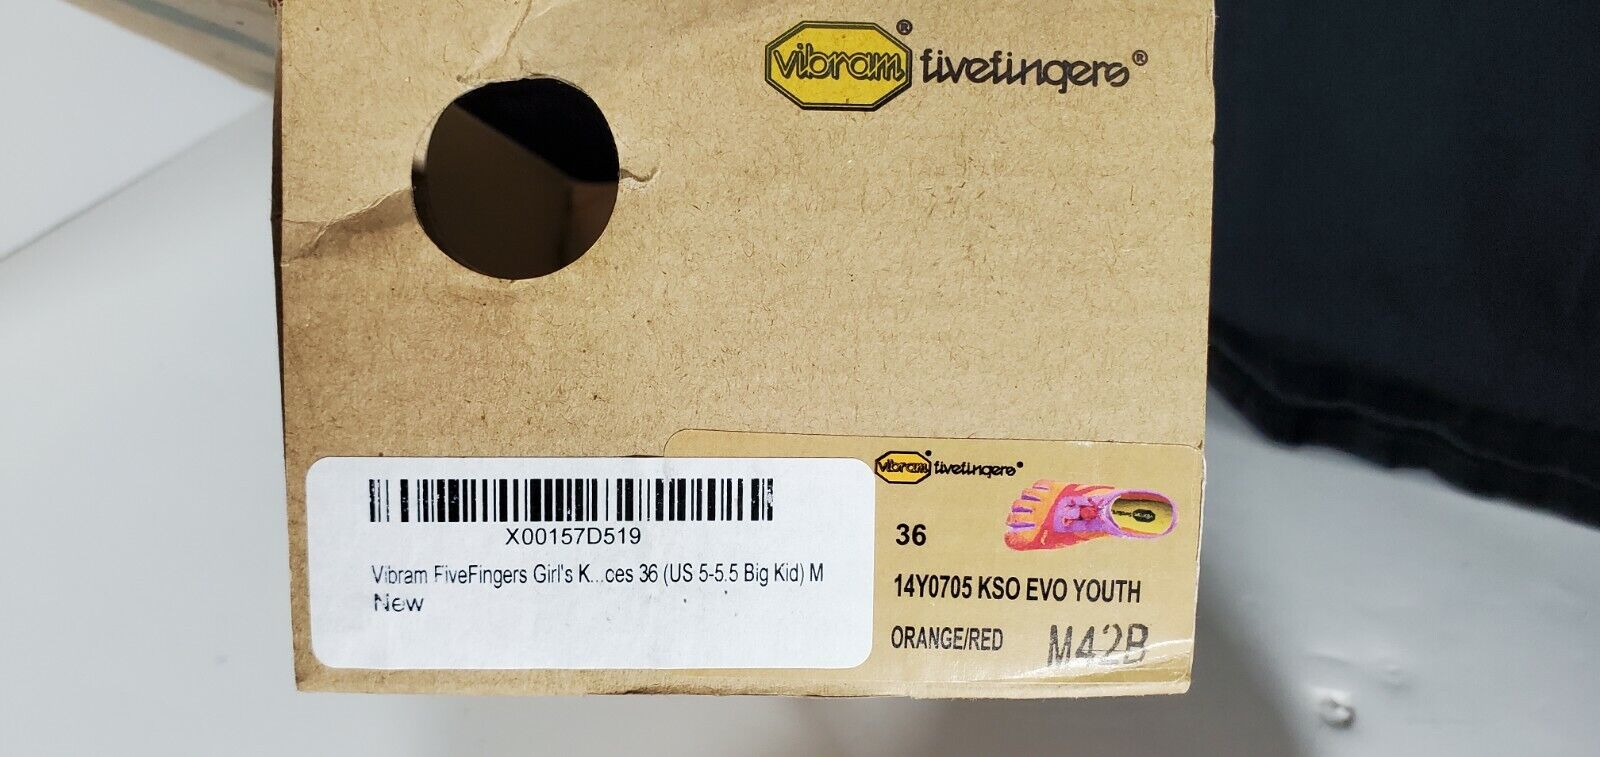 vibram® fivefingers®
X00157D519
Vibram FiveFingers Girl's K...ces 36 (US 5-5.5 Big Kid) M
New
vibram® fivefingers®
36
14Y0705 KSO EVO YOUTH
ORANGE/RED
M42B